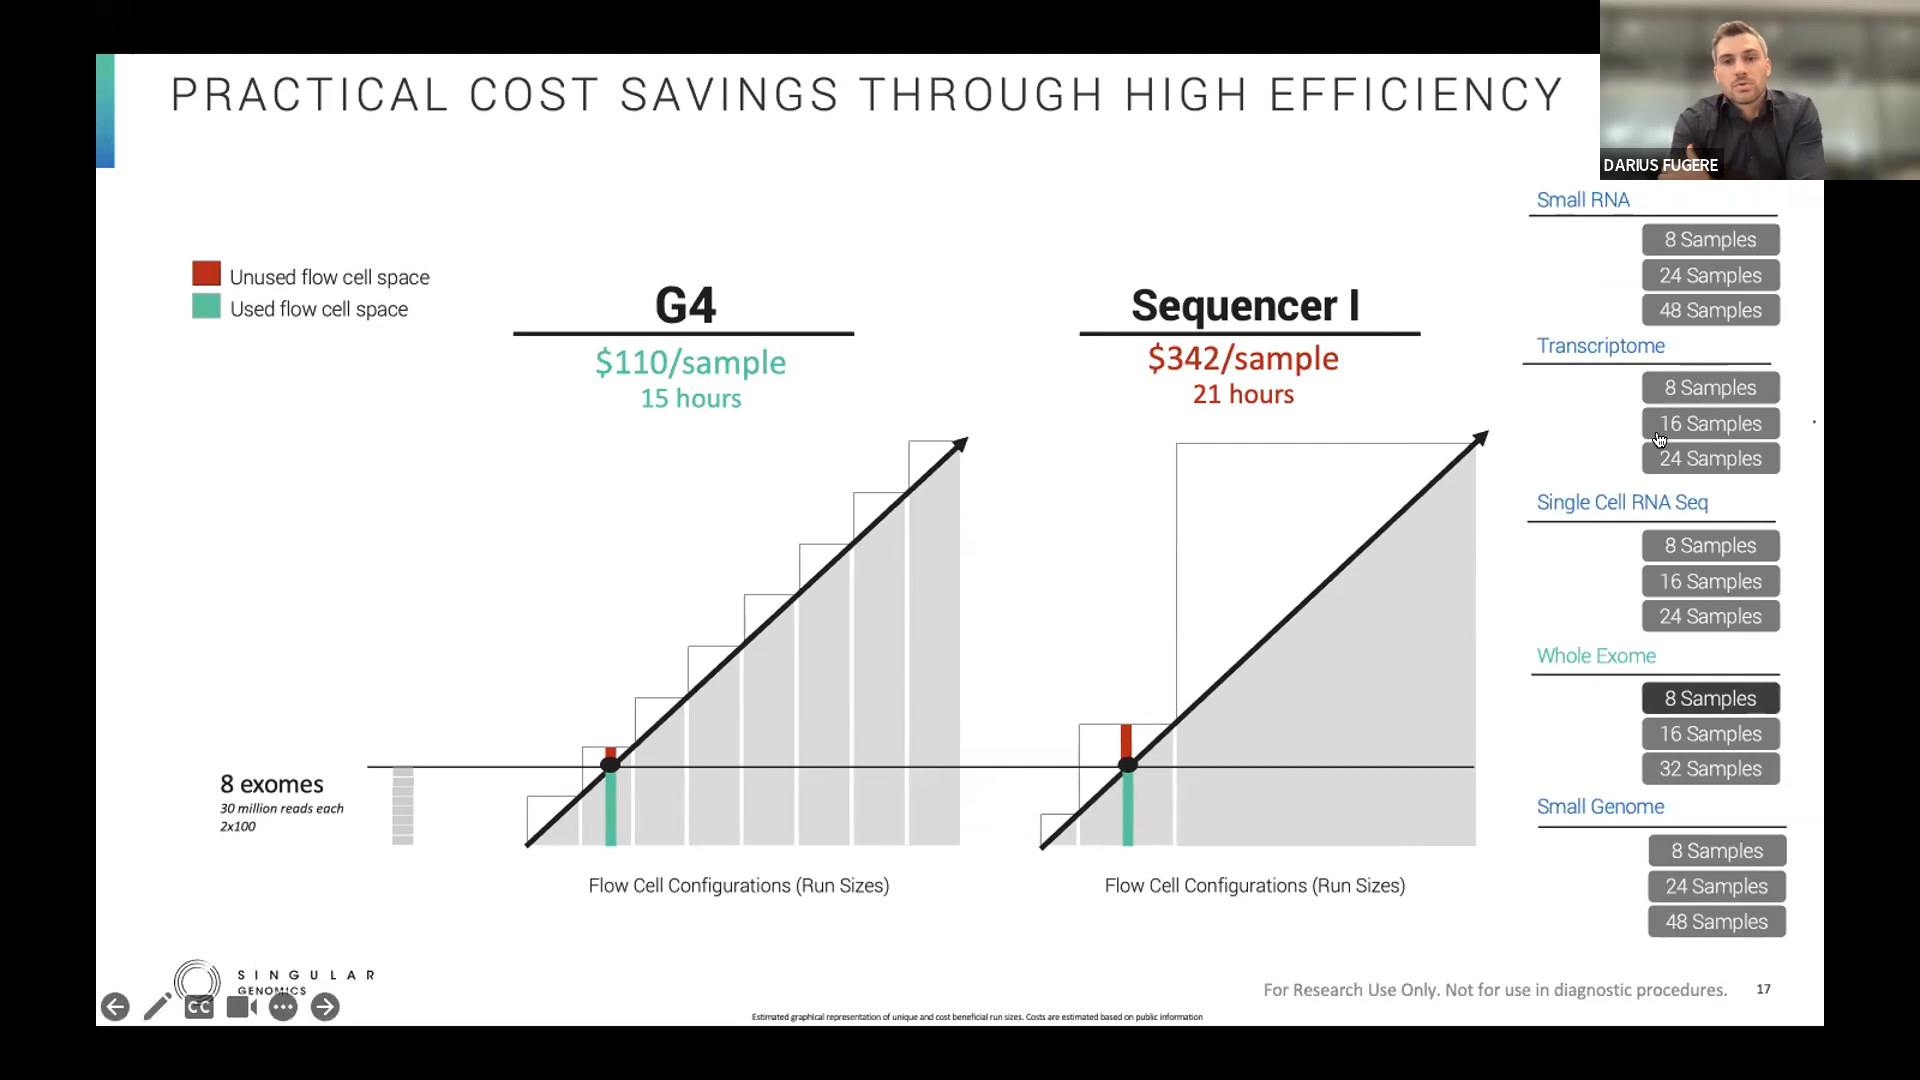 PRACTICAL COST SAVINGS THROUGH HIGH EFFICIENCY
DARIUS FUGERE
Unused flow cell space
Used flow cell space
G4
$110/sample
15 hours
Sequencer I
$342/sample
21 hours
8 exomes
30 million reads each
2x100
Flow Cell Configurations (Run Sizes)
Flow Cell Configurations (Run Sizes)
Small RNA
8 Samples
24 Samples
48 Samples
Transcriptome
8 Samples
16 Samples
24 Samples
Single Cell RNA Seq
8 Samples
16 Samples
24 Samples
Whole Exome
8 Samples
16 Samples
32 Samples
Small Genome
8 Samples
24 Samples
48 Samples
SINGULAR
GENOMICS
CC
For Research Use Only. Not for use in diagnostic procedures.
17
Estimated graphical representation of unique and cost beneficial run sizes. Costs are estimated based on public information